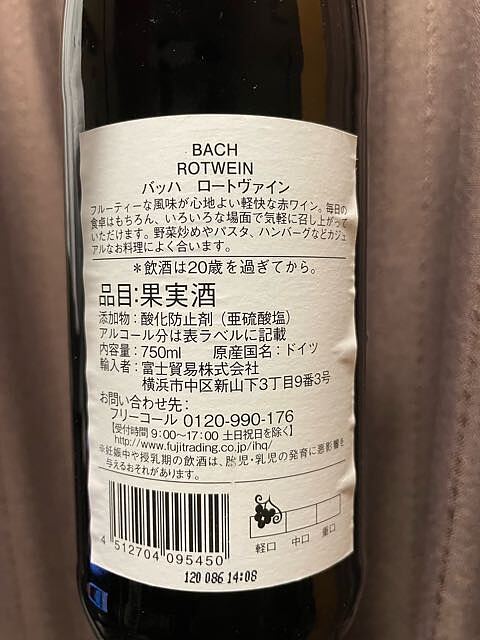 BACH
ROTWEIN
バッハ ロートヴァイン
フルーティーな風味が心地よい軽快な赤ワイン。毎日の
食卓はもちろん、いろいろな場面で気軽に召し上がって
いただけます。野菜炒めやパスタ、ハンバーグなどカジュ
アルなお料理によく合います。
＊飲酒は20歳を過ぎてから。
品目:果実酒
添加物：酸化防止剤（亜硫酸塩）
アルコール分は表ラベルに記載
内容量：750ml 原産国名：ドイツ
輸入者：富士貿易株式会社
横浜市中区新山下3丁目9番3号
お問い合わせ先：
フリーコール 0120-990-176
【受付時間 9：00〜17：00 土日祝日を除く】
http://www.fujitrading.co.jp/ihq/
※妊娠中や授乳期の飲酒は、胎児・乳児の発育に悪影響を
与えるおそれがあります。
軽口 中口 重口
4 512704 095450
120 086 14:08